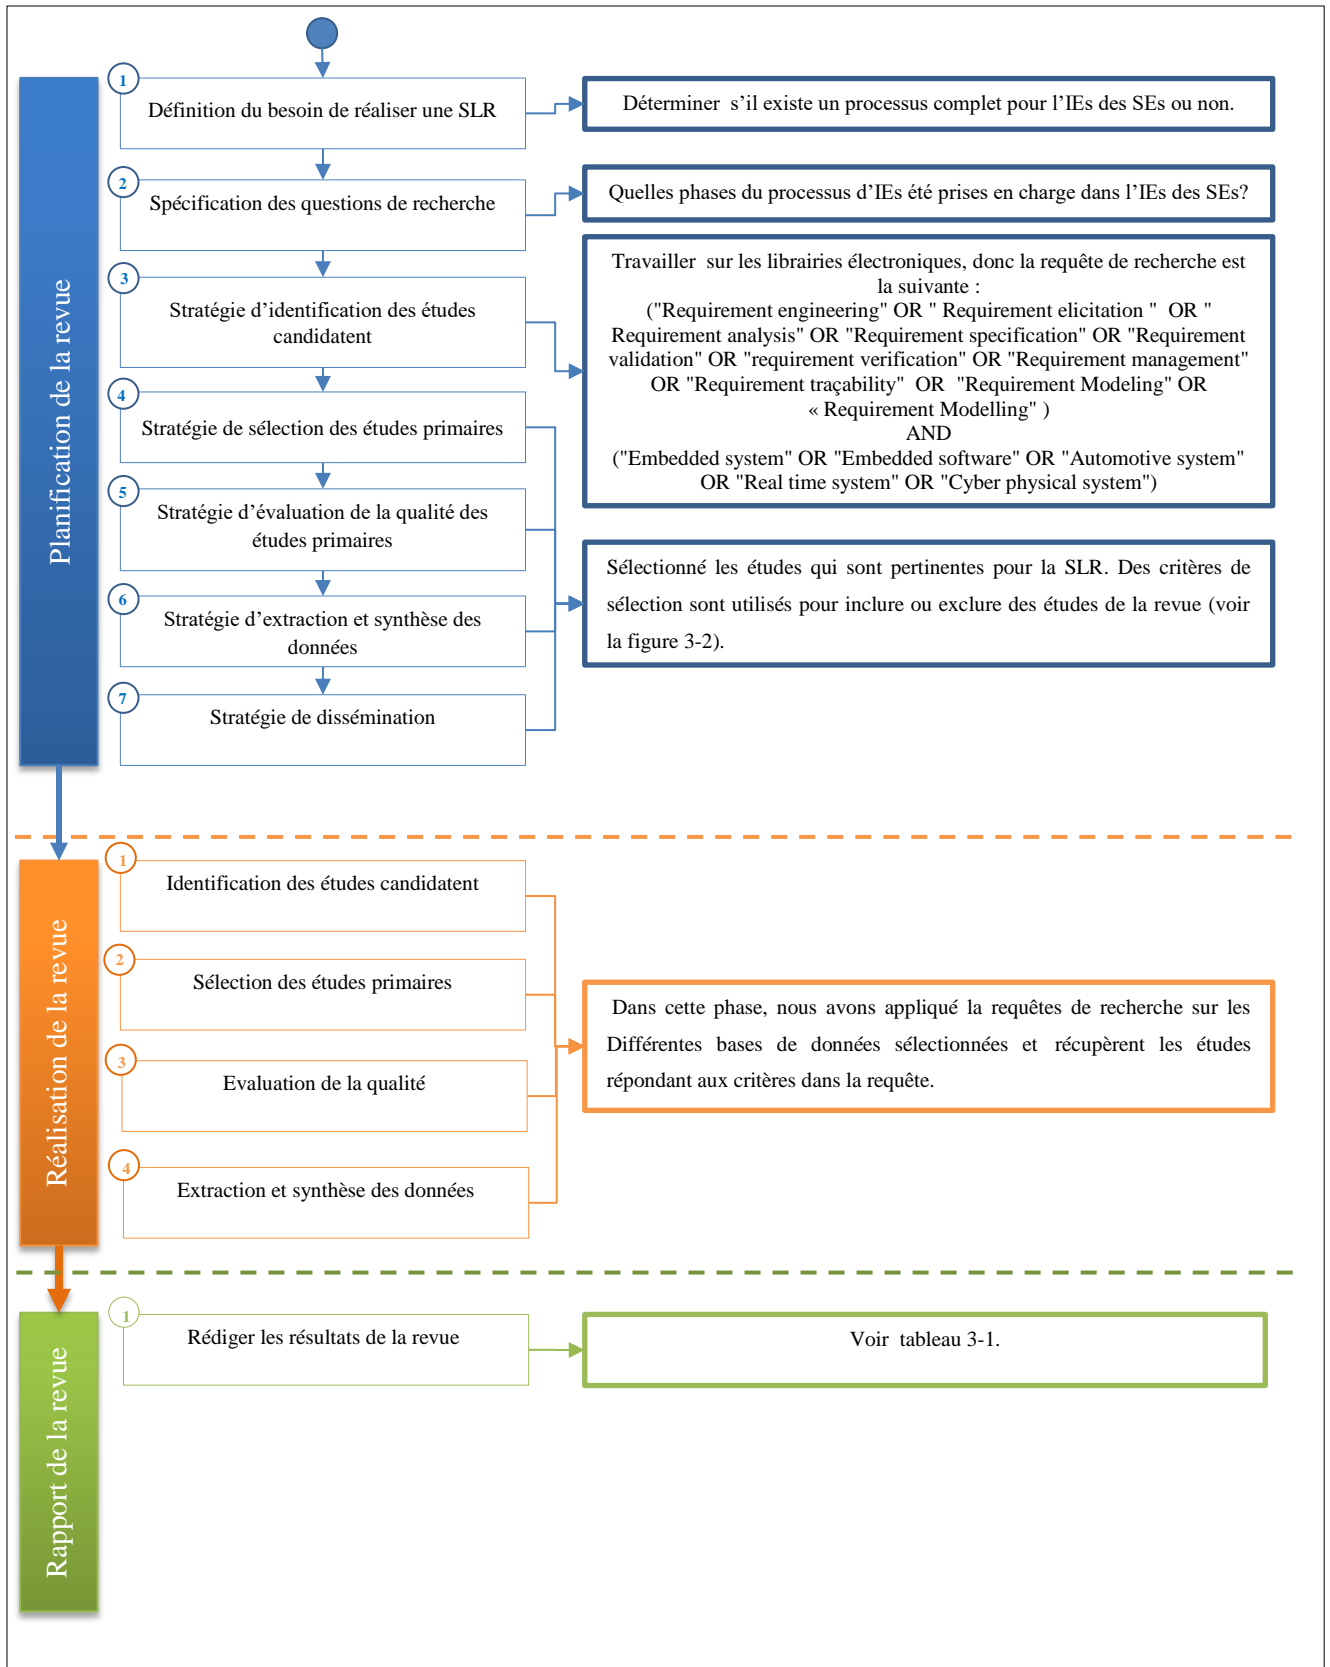 Planification de la revue
1
Définition du besoin de réaliser une SLR
Déterminer s’il existe un processus complet pour l’IEs des SEs ou non.
2
Spécification des questions de recherche
Quelles phases du processus d’IEs été prises en charge dans l’IEs des SEs?
3
Stratégie d’identification des études
candidatent
Travailler sur les librairies électroniques, donc la requête de recherche est
la suivante :
("Requirement engineering" OR " Requirement elicitation " OR "
Requirement analysis" OR "Requirement specification" OR "Requirement
validation" OR "requirement verification" OR "Requirement management"
OR "Requirement traçability" OR "Requirement Modeling" OR
« Requirement Modelling" )
AND
("Embedded system" OR "Embedded software" OR "Automotive system"
OR "Real time system" OR "Cyber physical system")
4
Stratégie de sélection des études primaires
5
Stratégie d’évaluation de la qualité des
études primaires
6
Stratégie d’extraction et synthèse des
données
7
Stratégie de dissémination
Sélectionné les études qui sont pertinentes pour la SLR. Des critères de
sélection sont utilisés pour inclure ou exclure des études de la revue (voir
la figure 3-2).
Réalisation de la revue
1
Identification des études candidatent
2
Sélection des études primaires
3
Evaluation de la qualité
4
Extraction et synthèse des données
Dans cette phase, nous avons appliqué la requêtes de recherche sur les
Différentes bases de données sélectionnées et récupèrent les études
répondant aux critères dans la requête.
Rapport de la revue
1
Rédiger les résultats de la revue
Voir tableau 3-1.